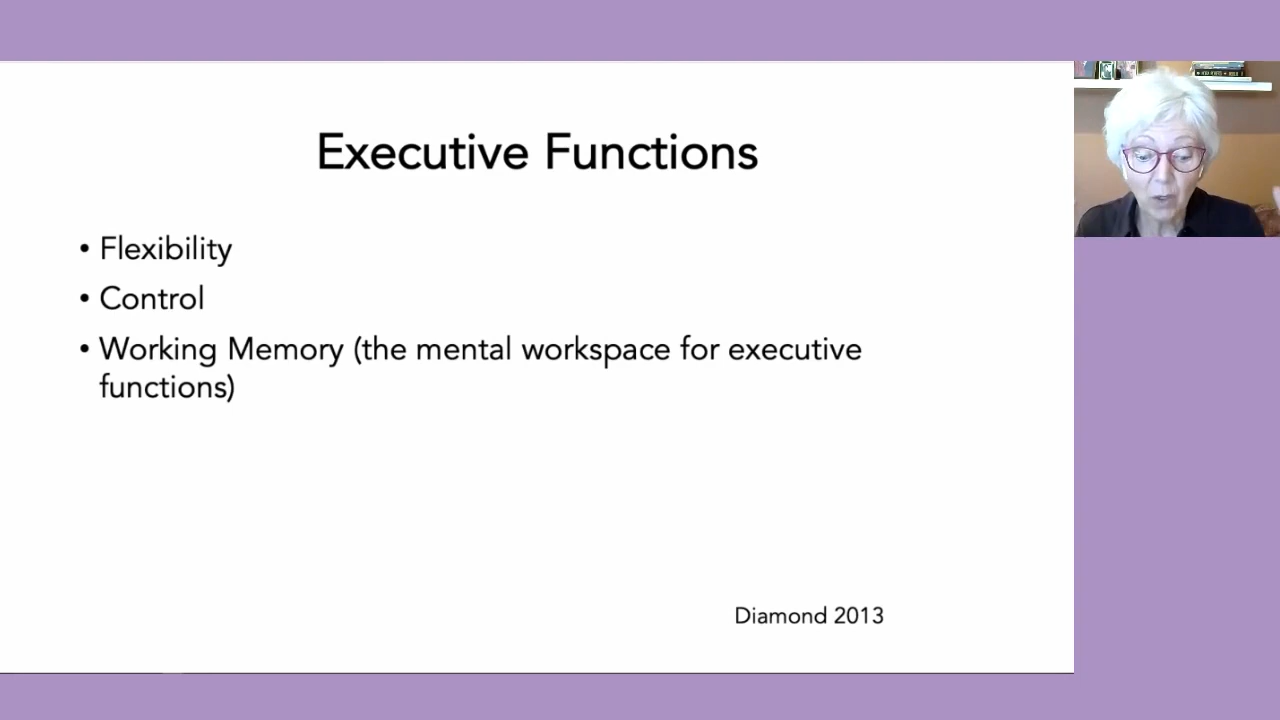 Executive Functions
• Flexibility
• Control
• Working Memory (the mental workspace for executive
functions)
Diamond 2013